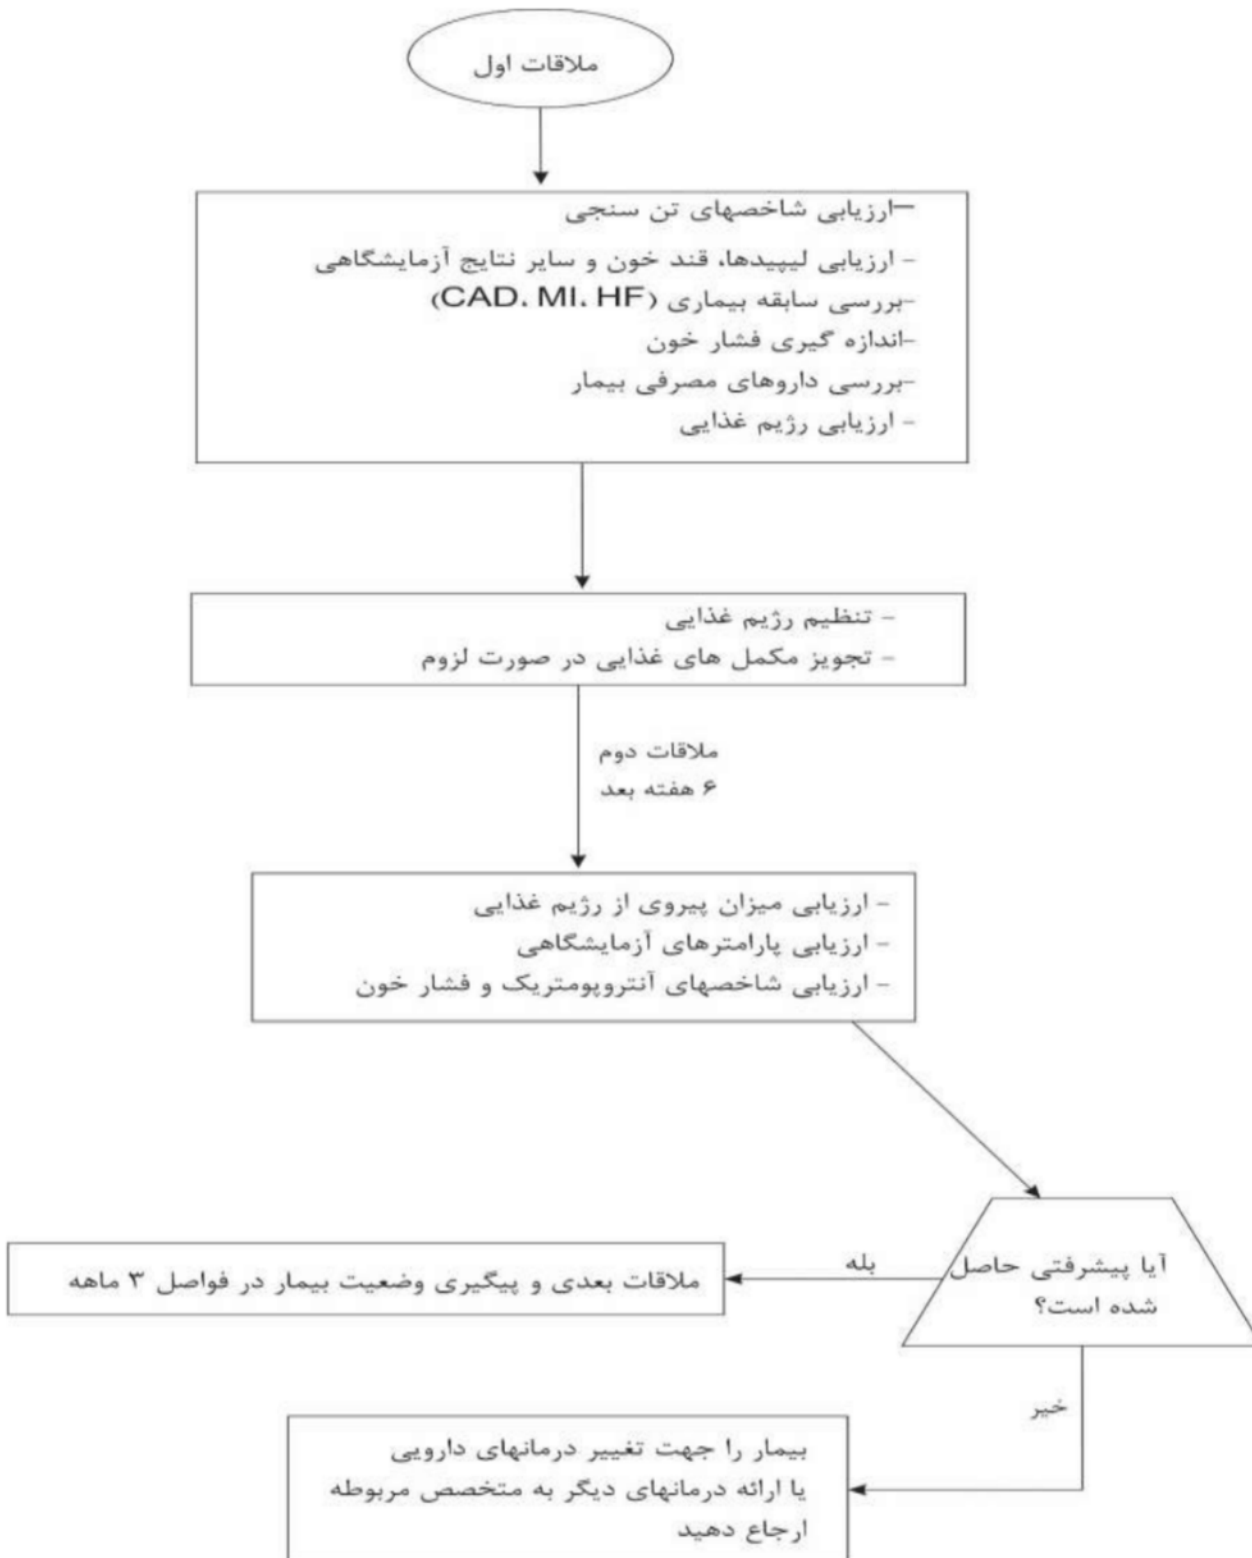 ملاقات اول
–ارزیابی شاخصهای تن سنجی
- ارزیابی لیپیدها، قند خون و سایر نتایج آزمایشگاهی
-بررسی سابقه بیماری (CAD، MI، HF)
-اندازه گیری فشار خون
-بررسی داروهای مصرفی بیمار
- ارزیابی رژیم غذایی
- تنظیم رژیم غذایی
- تجویز مکمل های غذایی در صورت لزوم
ملاقات دوم
۶ هفته بعد
- ارزیابی میزان پیروی از رژیم غذایی
- ارزیابی پارامترهای آزمایشگاهی
- ارزیابی شاخصهای آنتروپومتریک و فشار خون
آیا پیشرفتی حاصل
شده است؟
بله
ملاقات بعدی و پیگیری وضعیت بیمار در فواصل ۳ ماهه
خیر
بیمار را جهت تغییر درمانهای دارویی
یا ارائه درمانهای دیگر به متخصص مربوطه
ارجاع دهید